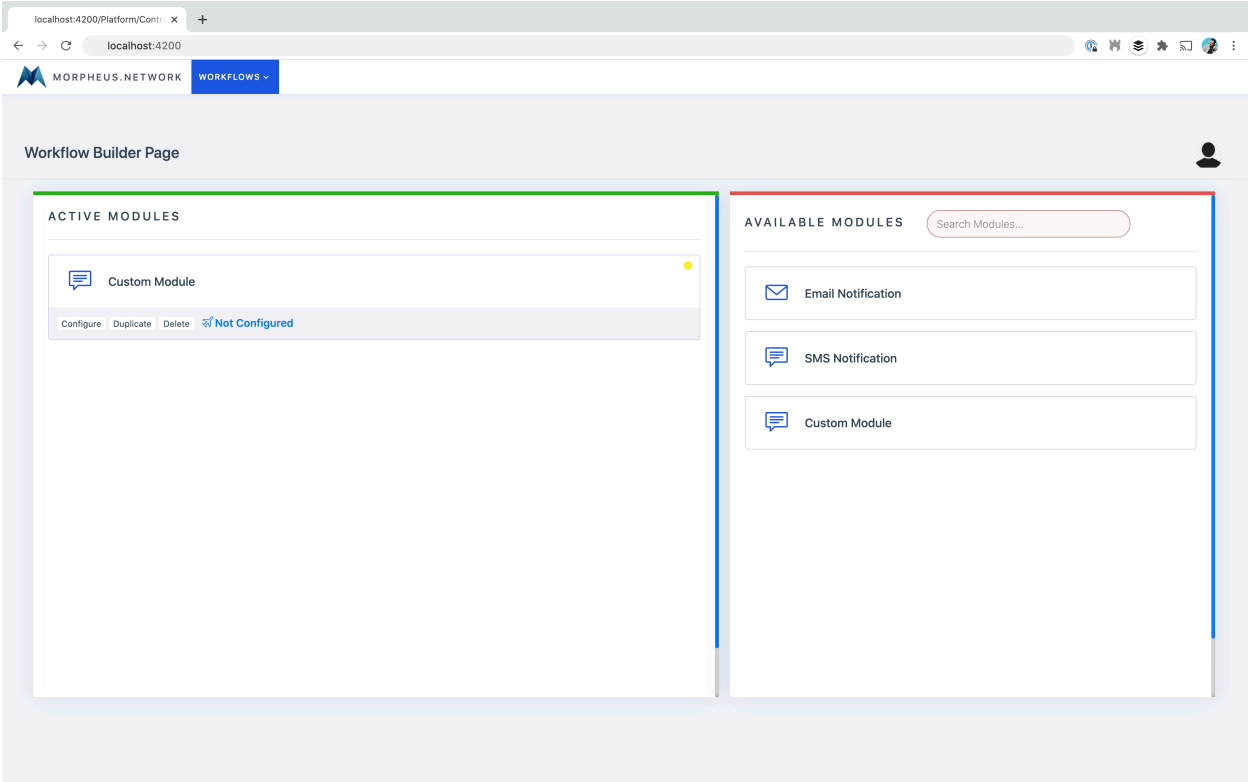 localhost:4200/Platform/Contr
localhost:4200
MORPHEUS.NETWORK
WORKFLOWS
Workflow Builder Page
ACTIVE MODULES
Custom Module
Configure Duplicate Delete Not Configured
AVAILABLE MODULES
Search Modules...
Email Notification
SMS Notification
Custom Module